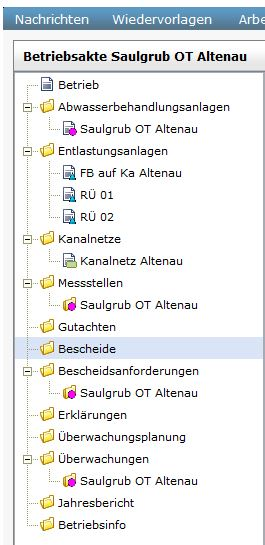 Nachrichten Wiedervorlagen Arbe
Betriebsakte Saulgrub OT Altenau
Betrieb
Abwasserbehandlungsanlagen
Saulgrub OT Altenau
Entlastungsanlagen
FB auf Ka Altenau
RÜ 01
RÜ 02
Kanalnetze
Kanalnetz Altenau
Messstellen
Saulgrub OT Altenau
Gutachten
Bescheide
Bescheidsanforderungen
Saulgrub OT Altenau
Erklärungen
Überwachungsplanung
Überwachungen
Saulgrub OT Altenau
Jahresbericht
Betriebsinfo